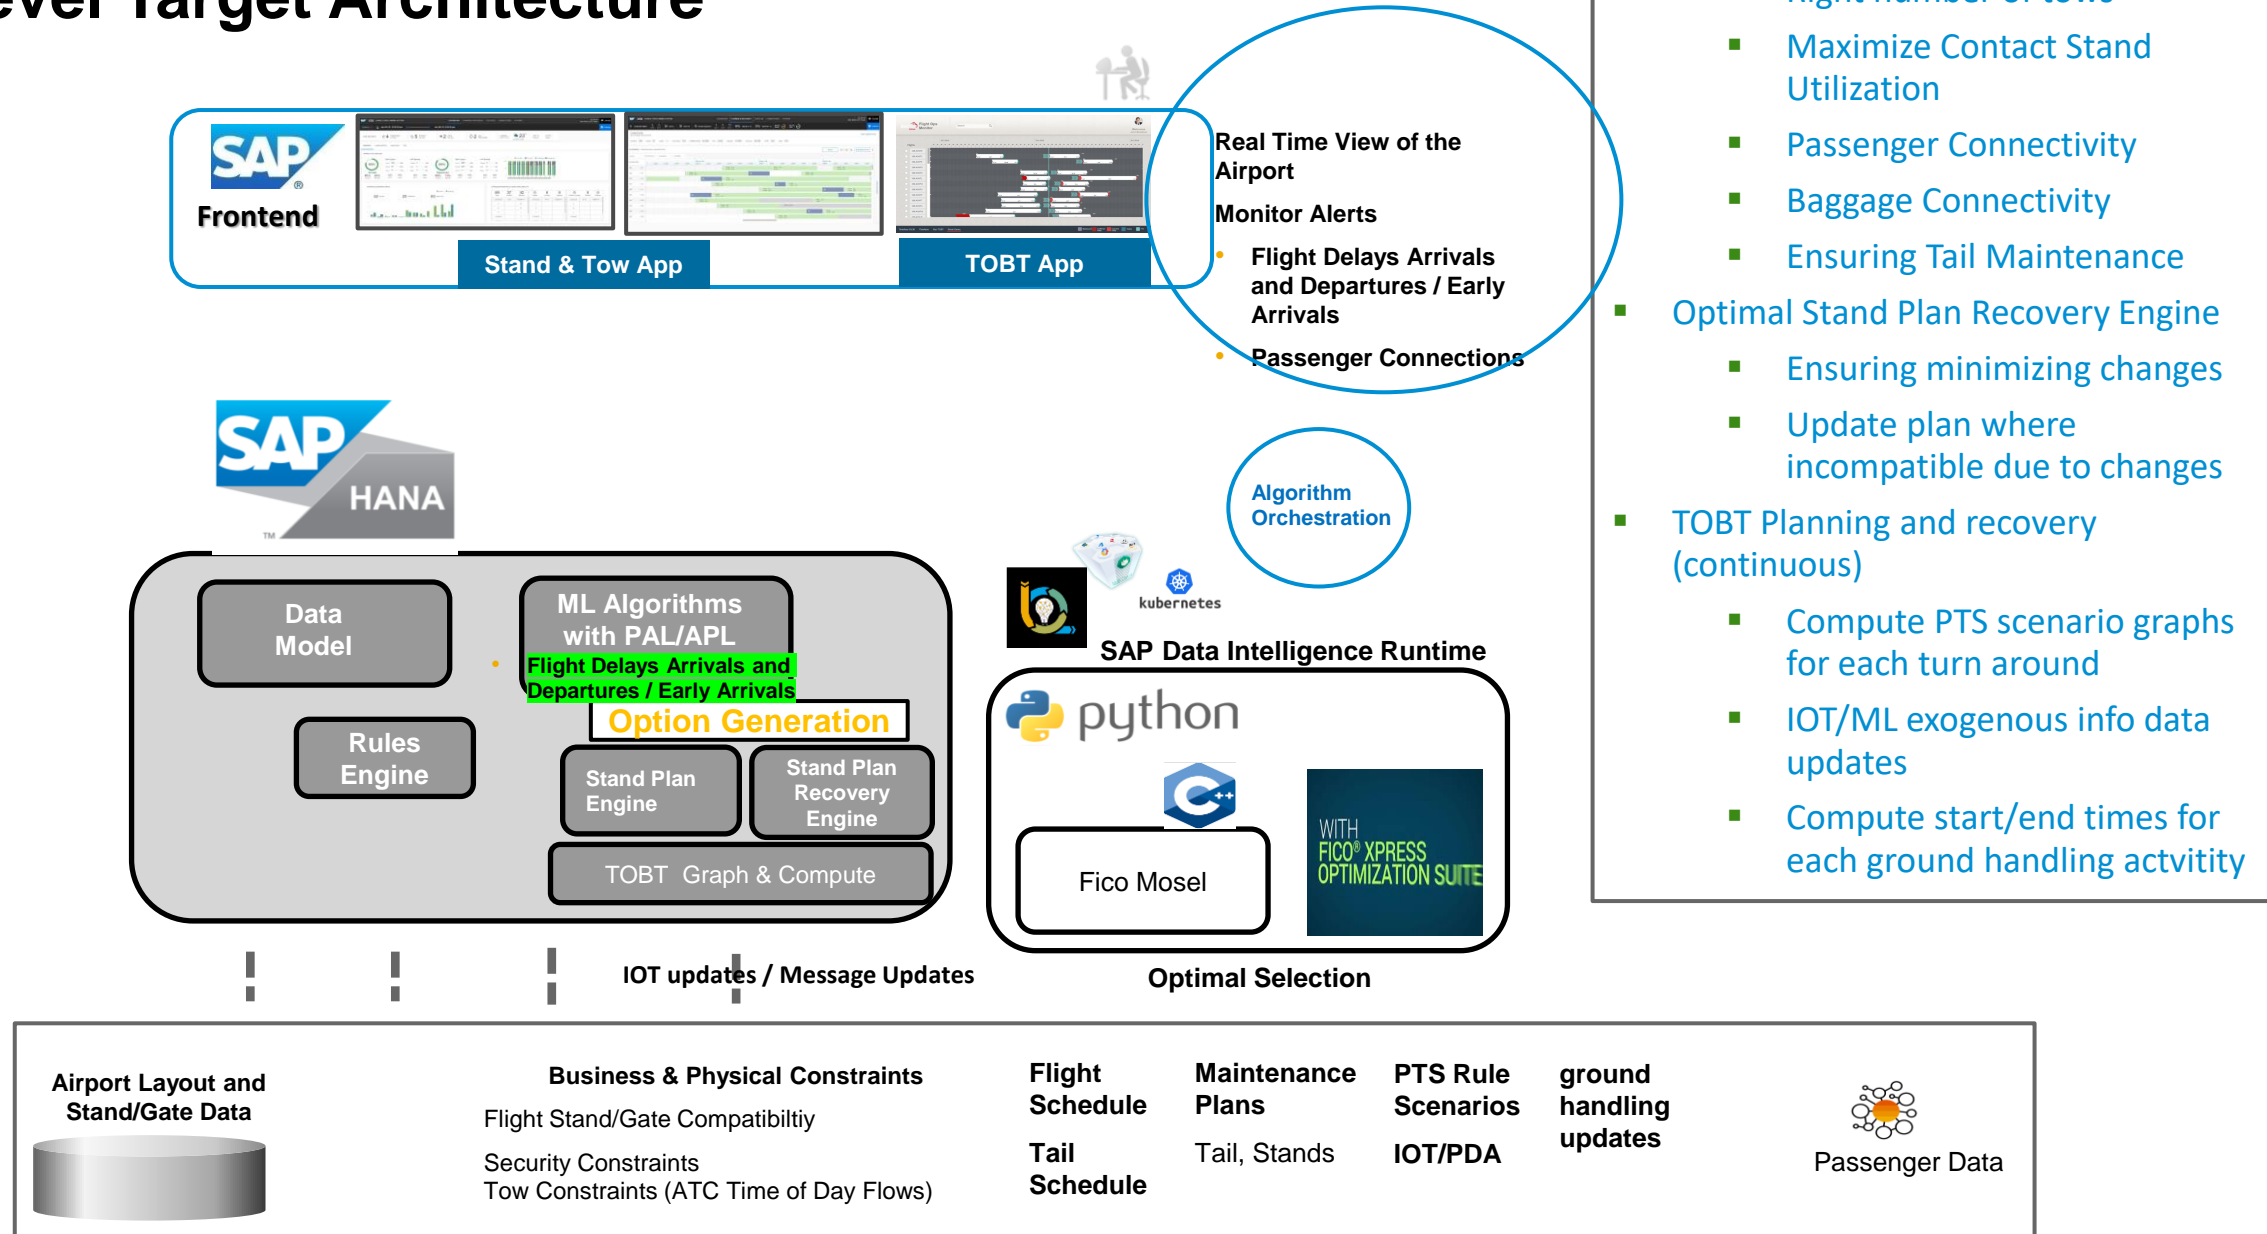 evel Target Architecture
SAP
®
Frontend
Stand & Tow App
Flight Ops
Monitor
TOBT App
Real Time View of the
Airport
Monitor Alerts
• Flight Delays Arrivals
and Departures / Early
Arrivals
• Passenger Connections
Right number of tows
▪ Maximize Contact Stand
Utilization
▪ Passenger Connectivity
▪ Baggage Connectivity
▪ Ensuring Tail Maintenance
▪ Optimal Stand Plan Recovery Engine
▪ Ensuring minimizing changes
▪ Update plan where
incompatible due to changes
▪ TOBT Planning and recovery
(continuous)
▪ Compute PTS scenario graphs
for each turn around
▪ IOT/ML exogenous info data
updates
▪ Compute start/end times for
each ground handling actvitity
SAP
HANA
TM
Data
Model
ML Algorithms
with PAL/APL
• Flight Delays Arrivals and
Departures / Early Arrivals
Option Generation
Rules
Engine
Stand Plan
Engine
Stand Plan
Recovery
Engine
TOBT Graph & Compute
Algorithm
Orchestration
kubernetes
SAP Data Intelligence Runtime
python
C++
Fico Mosel
WITH
FICO® XPRESS
OPTIMIZATION SUITE
Optimal Selection
IOT updates / Message Updates
Airport Layout and
Stand/Gate Data
Business & Physical Constraints
Flight Stand/Gate Compatibiltiy
Security Constraints
Tow Constraints (ATC Time of Day Flows)
Flight
Schedule
Tail
Schedule
Maintenance
Plans
Tail, Stands
PTS Rule
Scenarios
IOT/PDA
ground
handling
updates
Passenger Data